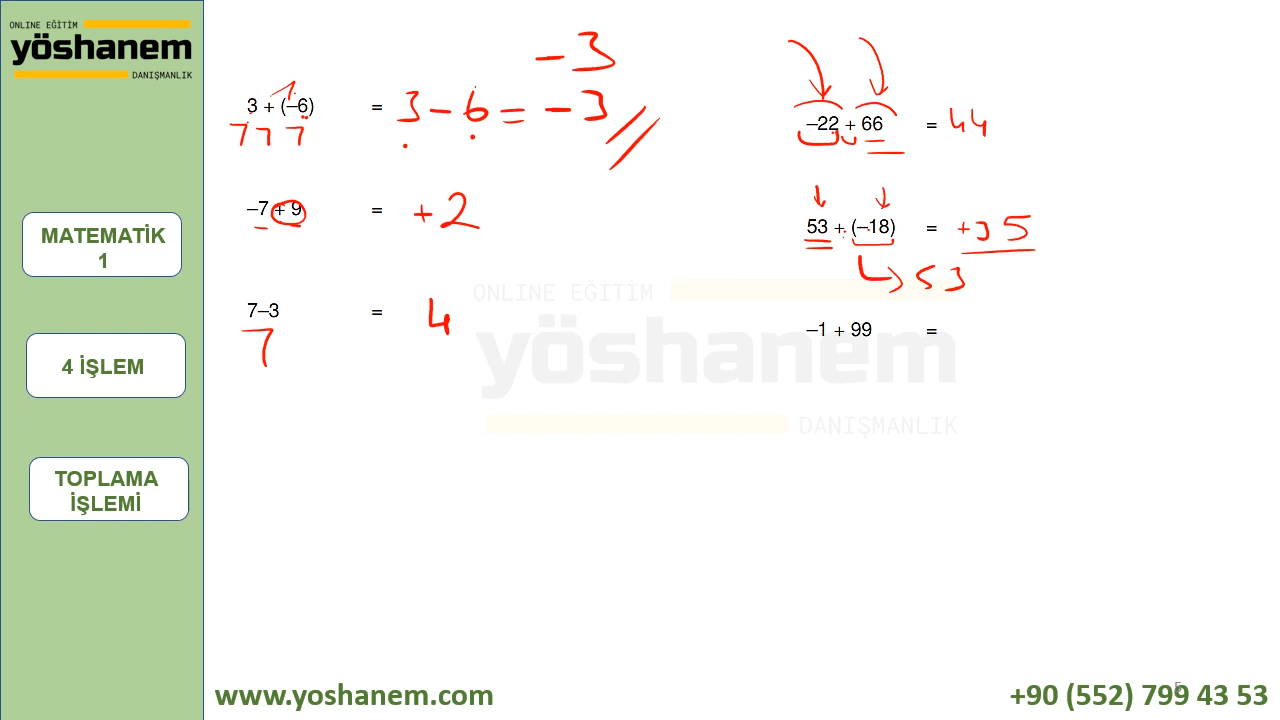 ONLINE EĞİTİM
yöshanem
DANIŞMANLIK
MATEMATİK
1
4 İŞLEM
TOPLAMA
İŞLEMİ
-3
3 + (–6) = 3 - 6 = -3
–7 + 9 = +2
7–3 = 4
7
–22 + 66 = 44
53 + (–18) = +35
53
–1 + 99 =
ONLINE EĞİTİM
yöshanem
DANIŞMANLIK
www.yoshanem.com
5
+90 (552) 799 43 53